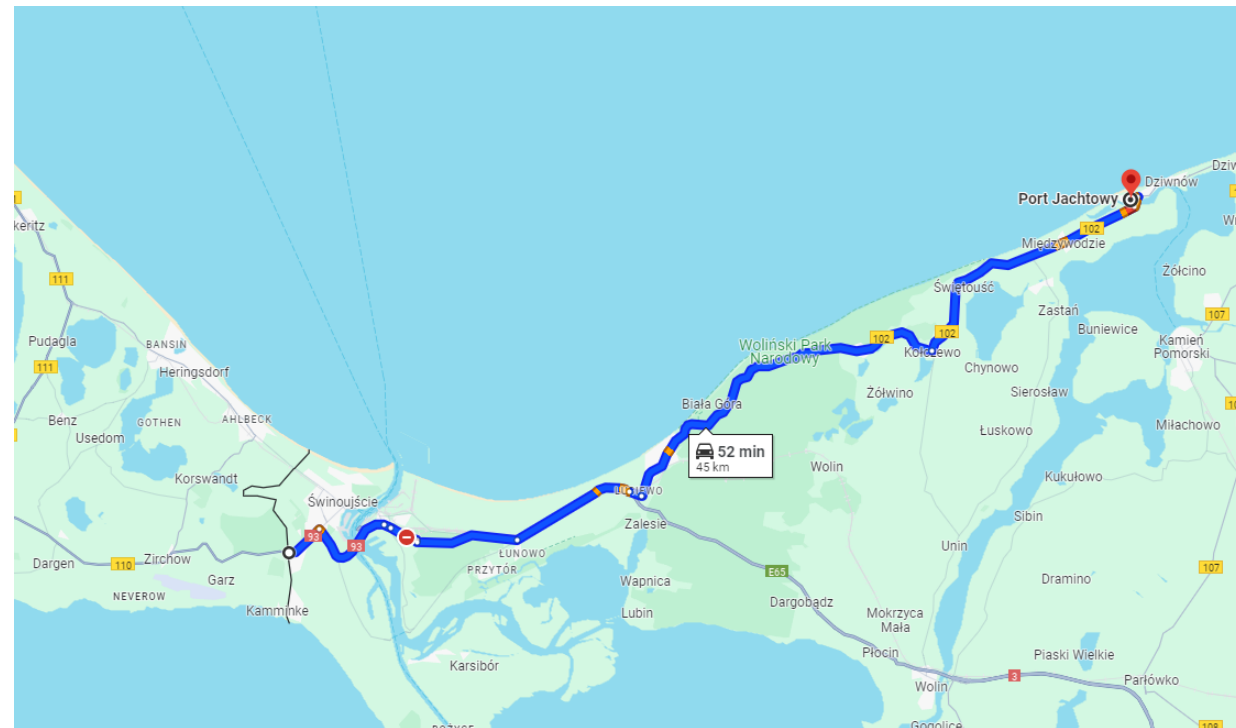 Dziwnów
Port Jachtowy
102
Międzywodzie
keritz
111
Żółcino
Świętouść
Zastań
107
Buniewice
Pudagla
BANSIN
102
102
Kamień
Pomorski
Woliński Park
Narodowy
Kołczewo
111
Heringsdorf
Chynowo
Żółwino
Sierosław
Biała Góra
Benz
GOTHEN
AHLBECK
Miłachowo
Usedom
Łuskowo
52 min
45 km
Wolin
Korswandt
Kukułowo
Świnoujście
Zalesie
Sibin
93
93
Unin
ŁUNOWO
Zirchow
Dargen
110
PRZYTÓR
E65
107
Garz
Wapnica
Dramino
NEVEROW
Dargobądz
Kamminke
Lubin
Mokrzyca
Mała
Płocin
Piaski Wielkie
Karsibór
3
Parłówko
Wolin
108
Gogolice